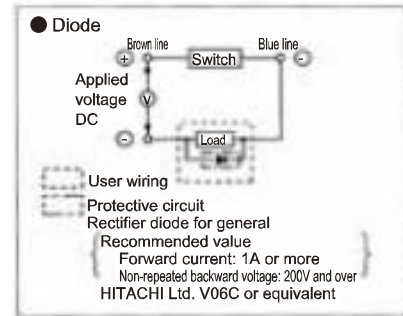 ● Diode
Brown line
Blue line
+
Switch
-
Applied
voltage
DC
V
-
Load
User wiring
Protective circuit
Rectifier diode for general
Recommended value
Forward current: 1A or more
Non-repeated backward voltage: 200V and over
HITACHI Ltd. V06C or equivalent